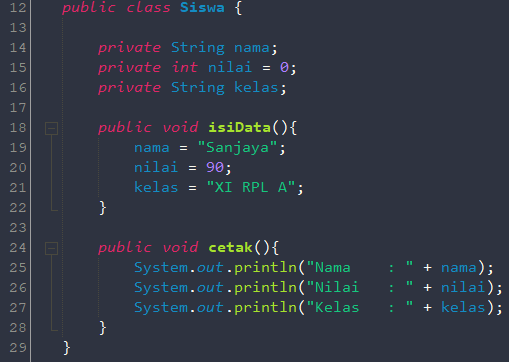 12 public class Siswa {
13
14     private String nama;
15     private int nilai = 0;
16     private String kelas;
17
18     public void isiData(){
19         nama = "Sanjaya";
20         nilai = 90;
21         kelas = "XI RPL A";
22     }
23
24     public void cetak(){
25         System.out.println("Nama   : " + nama);
26         System.out.println("Nilai   : " + nilai);
27         System.out.println("Kelas   : " + kelas);
28     }
29 }